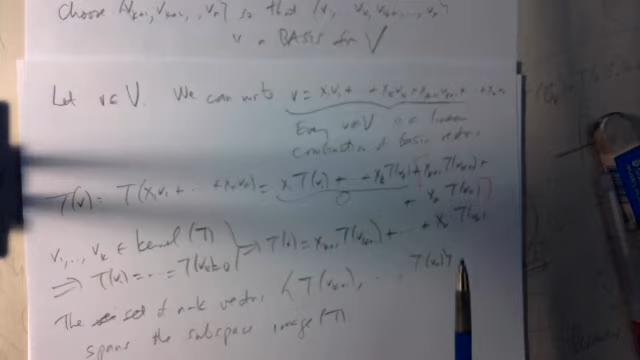 choose {v_{k+1}, v_{k+2}, .., v_n} so that {v_1 v_k, v_{k+1}, ..., v_n}
is a BASIS for V
Let v ∈ V. We can write v = x_1v_1 + .. + x_kv_k + x_{k+1}v_{k+1} + .. + x_nv_n
Every v ∈ V is a linear
combination of basis vectors
T(v) = T(x_1v_1 + ... + x_nv_n) = x_1T(v_1) + .. + x_kT(v_k) + x_{k+1}T(v_{k+1}) +
0 + x_nT(v_n)
v_1, .., v_k ∈ kernel(T) ⇒ T(v) = x_{k+1}T(v_{k+1}) + ... + x_nT(v_n)
⇒ T(v_1) = ... = T(v_k) = 0
The set of n-k vectors {T(v_{k+1}), ... T(v_n)}
spans the subspace image(T)